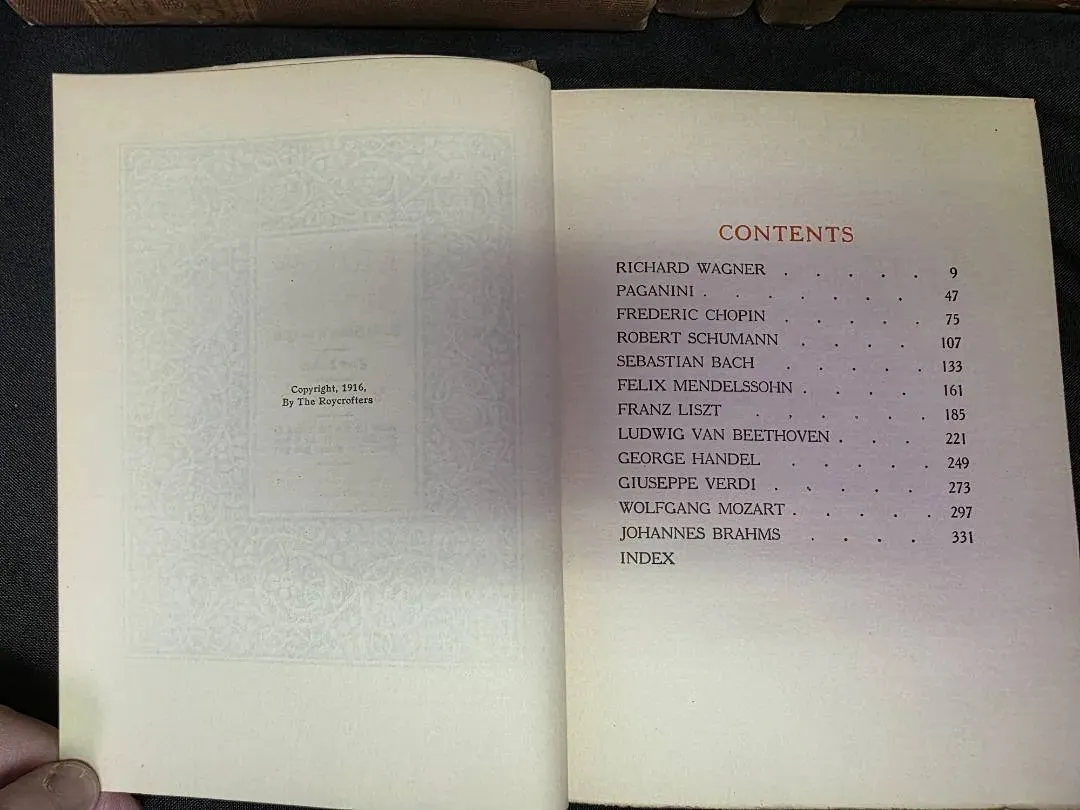 Copyright, 1916,
By The Roycrofters
CONTENTS
RICHARD WAGNER . . . . . 9
PAGANINI . . . . . . . 47
FREDERIC CHOPIN . . . . . 75
ROBERT SCHUMANN . . . . 107
SEBASTIAN BACH . . . . . 133
FELIX MENDELSSOHN . . . . 161
FRANZ LISZT . . . . . 185
LUDWIG VAN BEETHOVEN . . . 221
GEORGE HANDEL . . . . . 249
GIUSEPPE VERDI . . . . . 273
WOLFGANG MOZART . . . . . 297
JOHANNES BRAHMS . . . . 331
INDEX